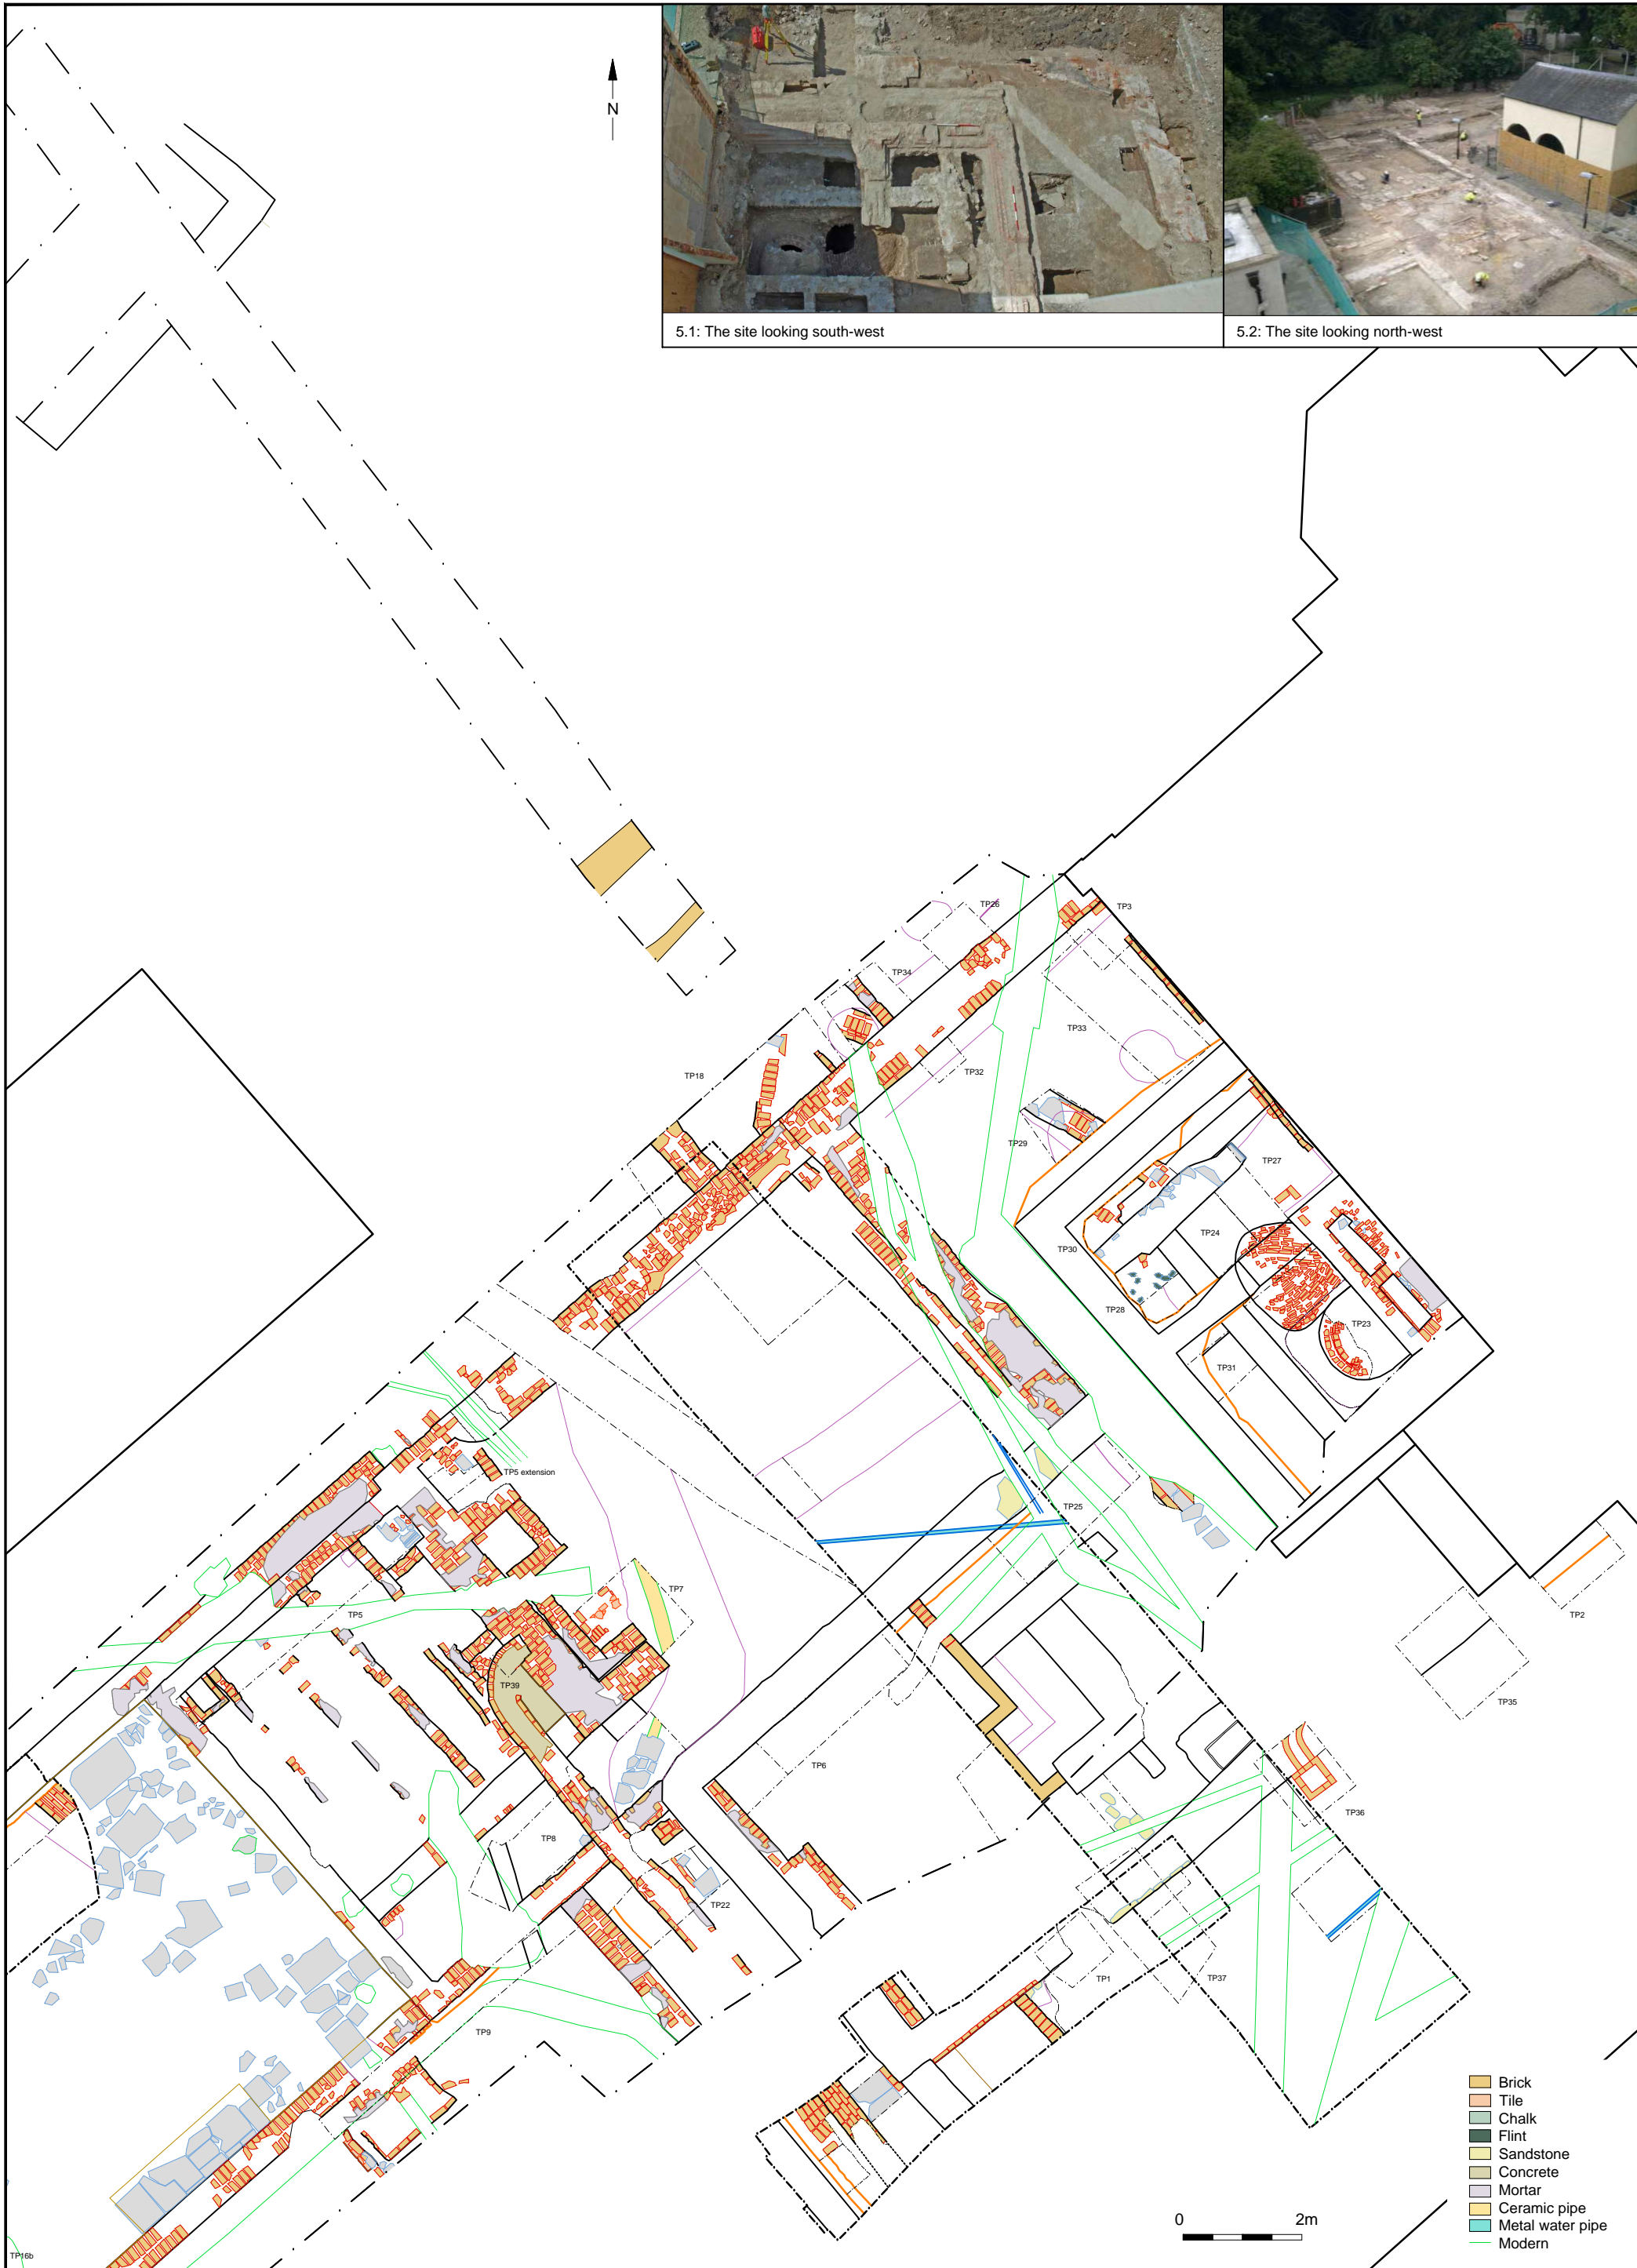 N
5.1: The site looking south-west
5.2: The site looking north-west
TP26
TP3
TP34
TP33
TP18
TP32
TP29
TP27
TP24
TP30
TP28
TP23
TP31
TP5 extension
TP25
TP7
TP5
TP2
TP39
TP35
TP6
TP36
TP8
TP22
TP1
TP37
TP9
TP16b
0 2m
Brick
Tile
Chalk
Flint
Sandstone
Concrete
Mortar
Ceramic pipe
Metal water pipe
Modern